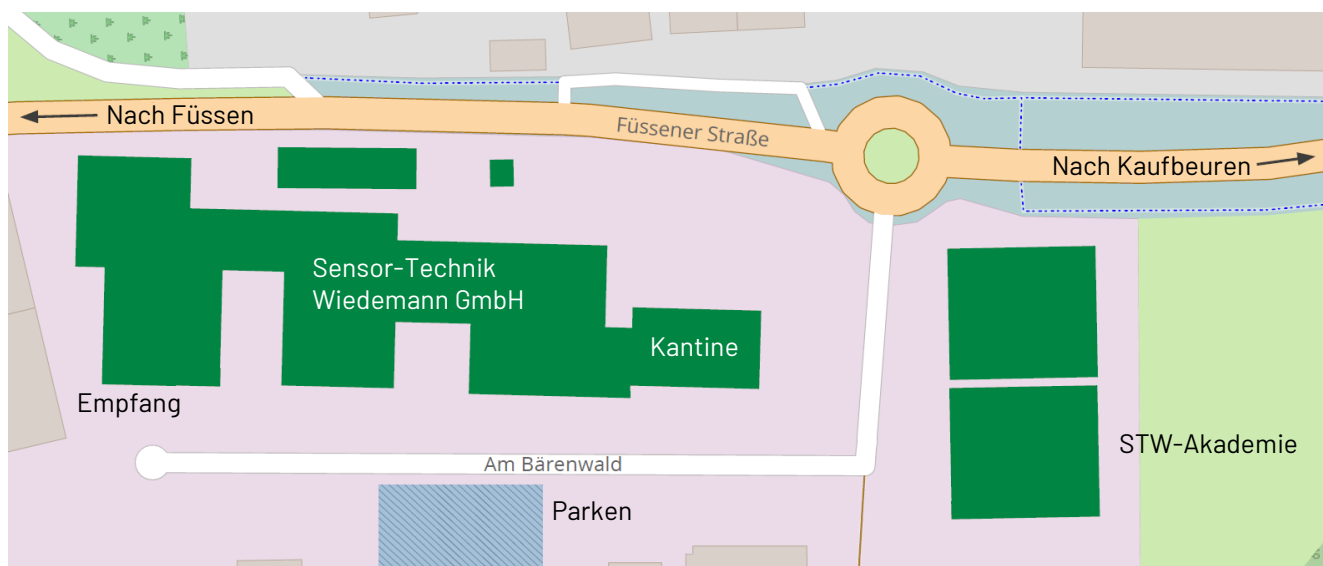 Nach Füssen
Füssener Straße
Nach Kaufbeuren
Sensor-Technik
Wiedemann GmbH
Kantine
Empfang
STW-Akademie
Am Bärenwald
Parken